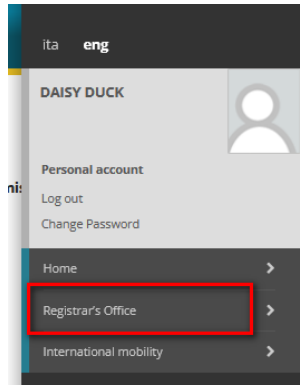 ita eng
DAISY DUCK
Personal account
Log out
Change Password
Home
Registrar's Office
International mobility